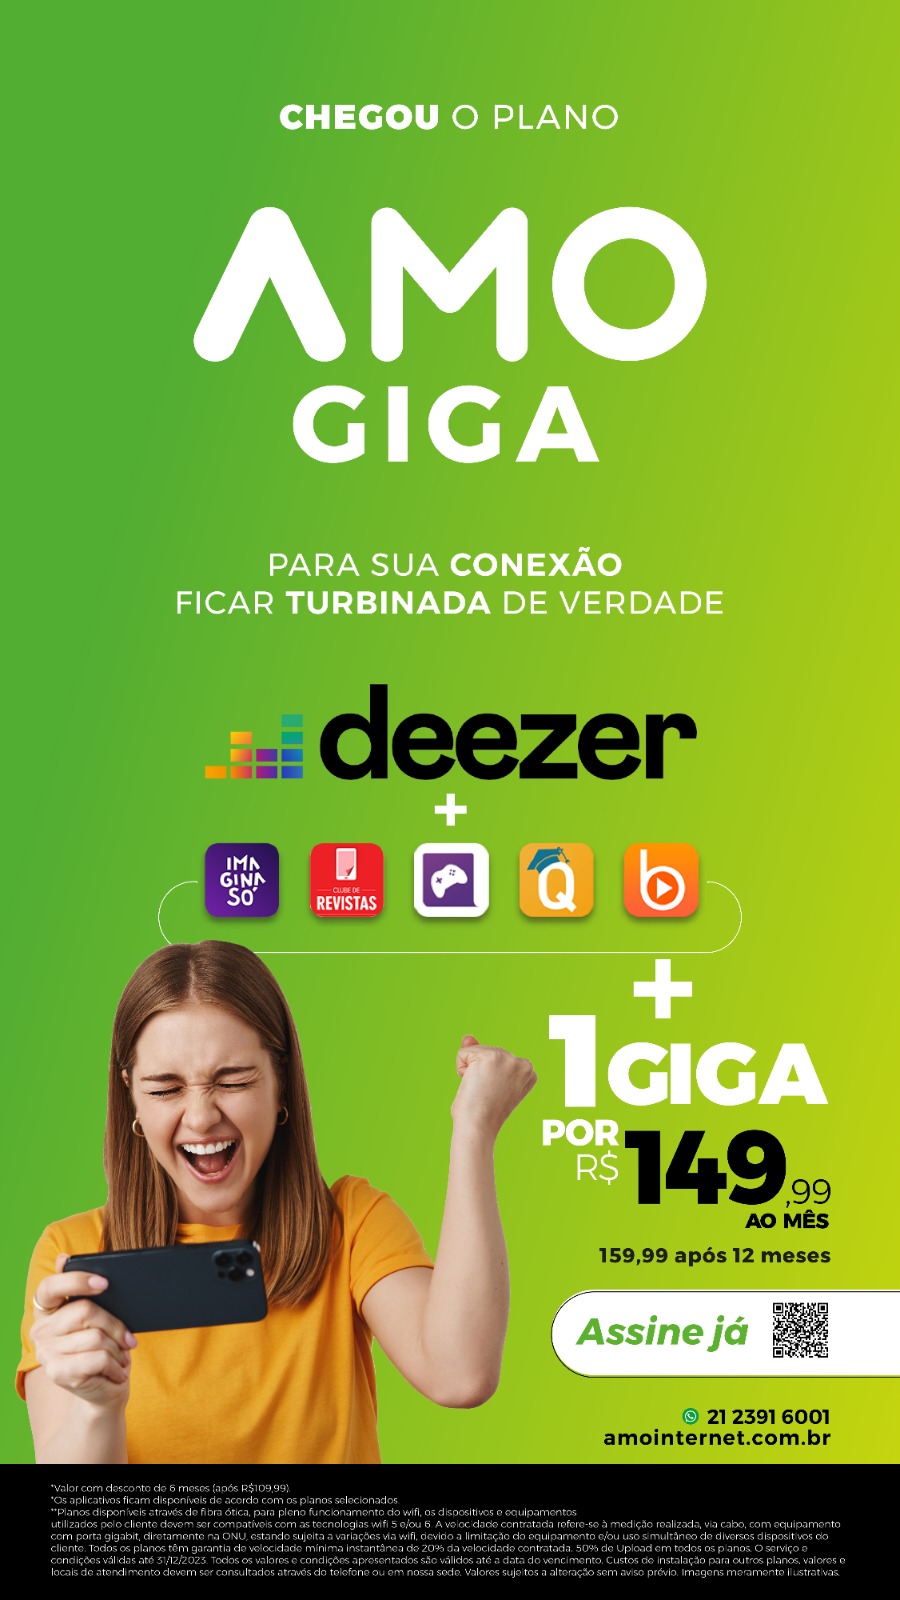 CHEGOU O PLANO
AMO
GIGA
PARA SUA CONEXÃO
FICAR TURBINADA DE VERDADE
deezer
+
IMA
GINA
SÓ
CLUBE DE
REVISTAS
Q
b
+
1GIGA
POR
R$ 149,99
AO MÊS
159,99 após 12 meses
Assine já
21 2391 6001
amointernet.com.br
*Valor com desconto de 6 meses (após R$109,99).
*Os aplicativos ficam disponíveis de acordo com os planos selecionados.
**Planos disponíveis através de fibra ótica, para pleno funcionamento do wifi, os dispositivos e equipamentos
utilizados pelo cliente devem ser compatíveis com as tecnologias wifi 5 e/ou 6. A velocidade contratada refere-se à medição realizada, via cabo, com equipamento
com porta gigabit, diretamente na ONU, estando sujeita a variações via wifi, devido a limitação do equipamento e/ou uso simultâneo de diversos dispositivos do
cliente. Todos os planos têm garantia de velocidade mínima instantânea de 20% da velocidade contratada. 50% de Upload em todos os planos. O serviço e
condições válidas até 31/12/2023. Todos os valores e condições apresentados são válidos até a data do vencimento. Custos de instalação para outros planos, valores e
locais de atendimento devem ser consultados através do telefone ou em nossa sede. Valores sujeitos a alteração sem aviso prévio. Imagens meramente ilustrativas.